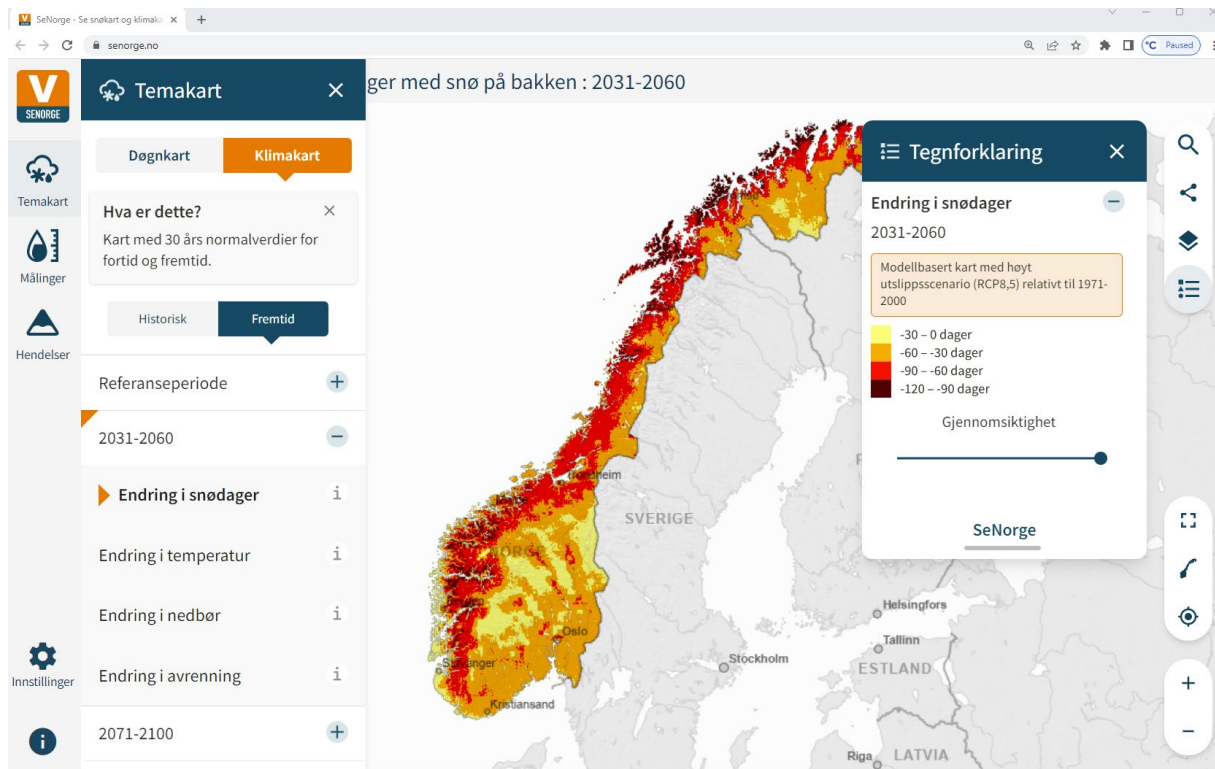 SeNorge - Se snøkart og klimaka
senorge.no
Paused
V
SENORGE
Temakart
Målinger
Hendelser
Innstillinger
Temakart
Døgnkart
Klimakart
Hva er dette?
Kart med 30 års normalverdier for
fortid og fremtid.
Historisk
Fremtid
Referanseperiode
2031-2060
Endring i snødager
Endring i temperatur
Endring i nedbør
Endring i avrenning
2071-2100
ger med snø på bakken : 2031-2060
Trondheim
SVERIGE
NORGE
Oslo
Stavanger
Kristiansand
Stockholm
Helsingfors
Tallinn
ESTLAND
Riga
LATVIA
Tegnforklaring
Endring i snødager
2031-2060
Modellbasert kart med høyt
utslippsscenario (RCP8,5) relativt til 1971-
2000
-30 – 0 dager
-60 – -30 dager
-90 – -60 dager
-120 – -90 dager
Gjennomsiktighet
SeNorge